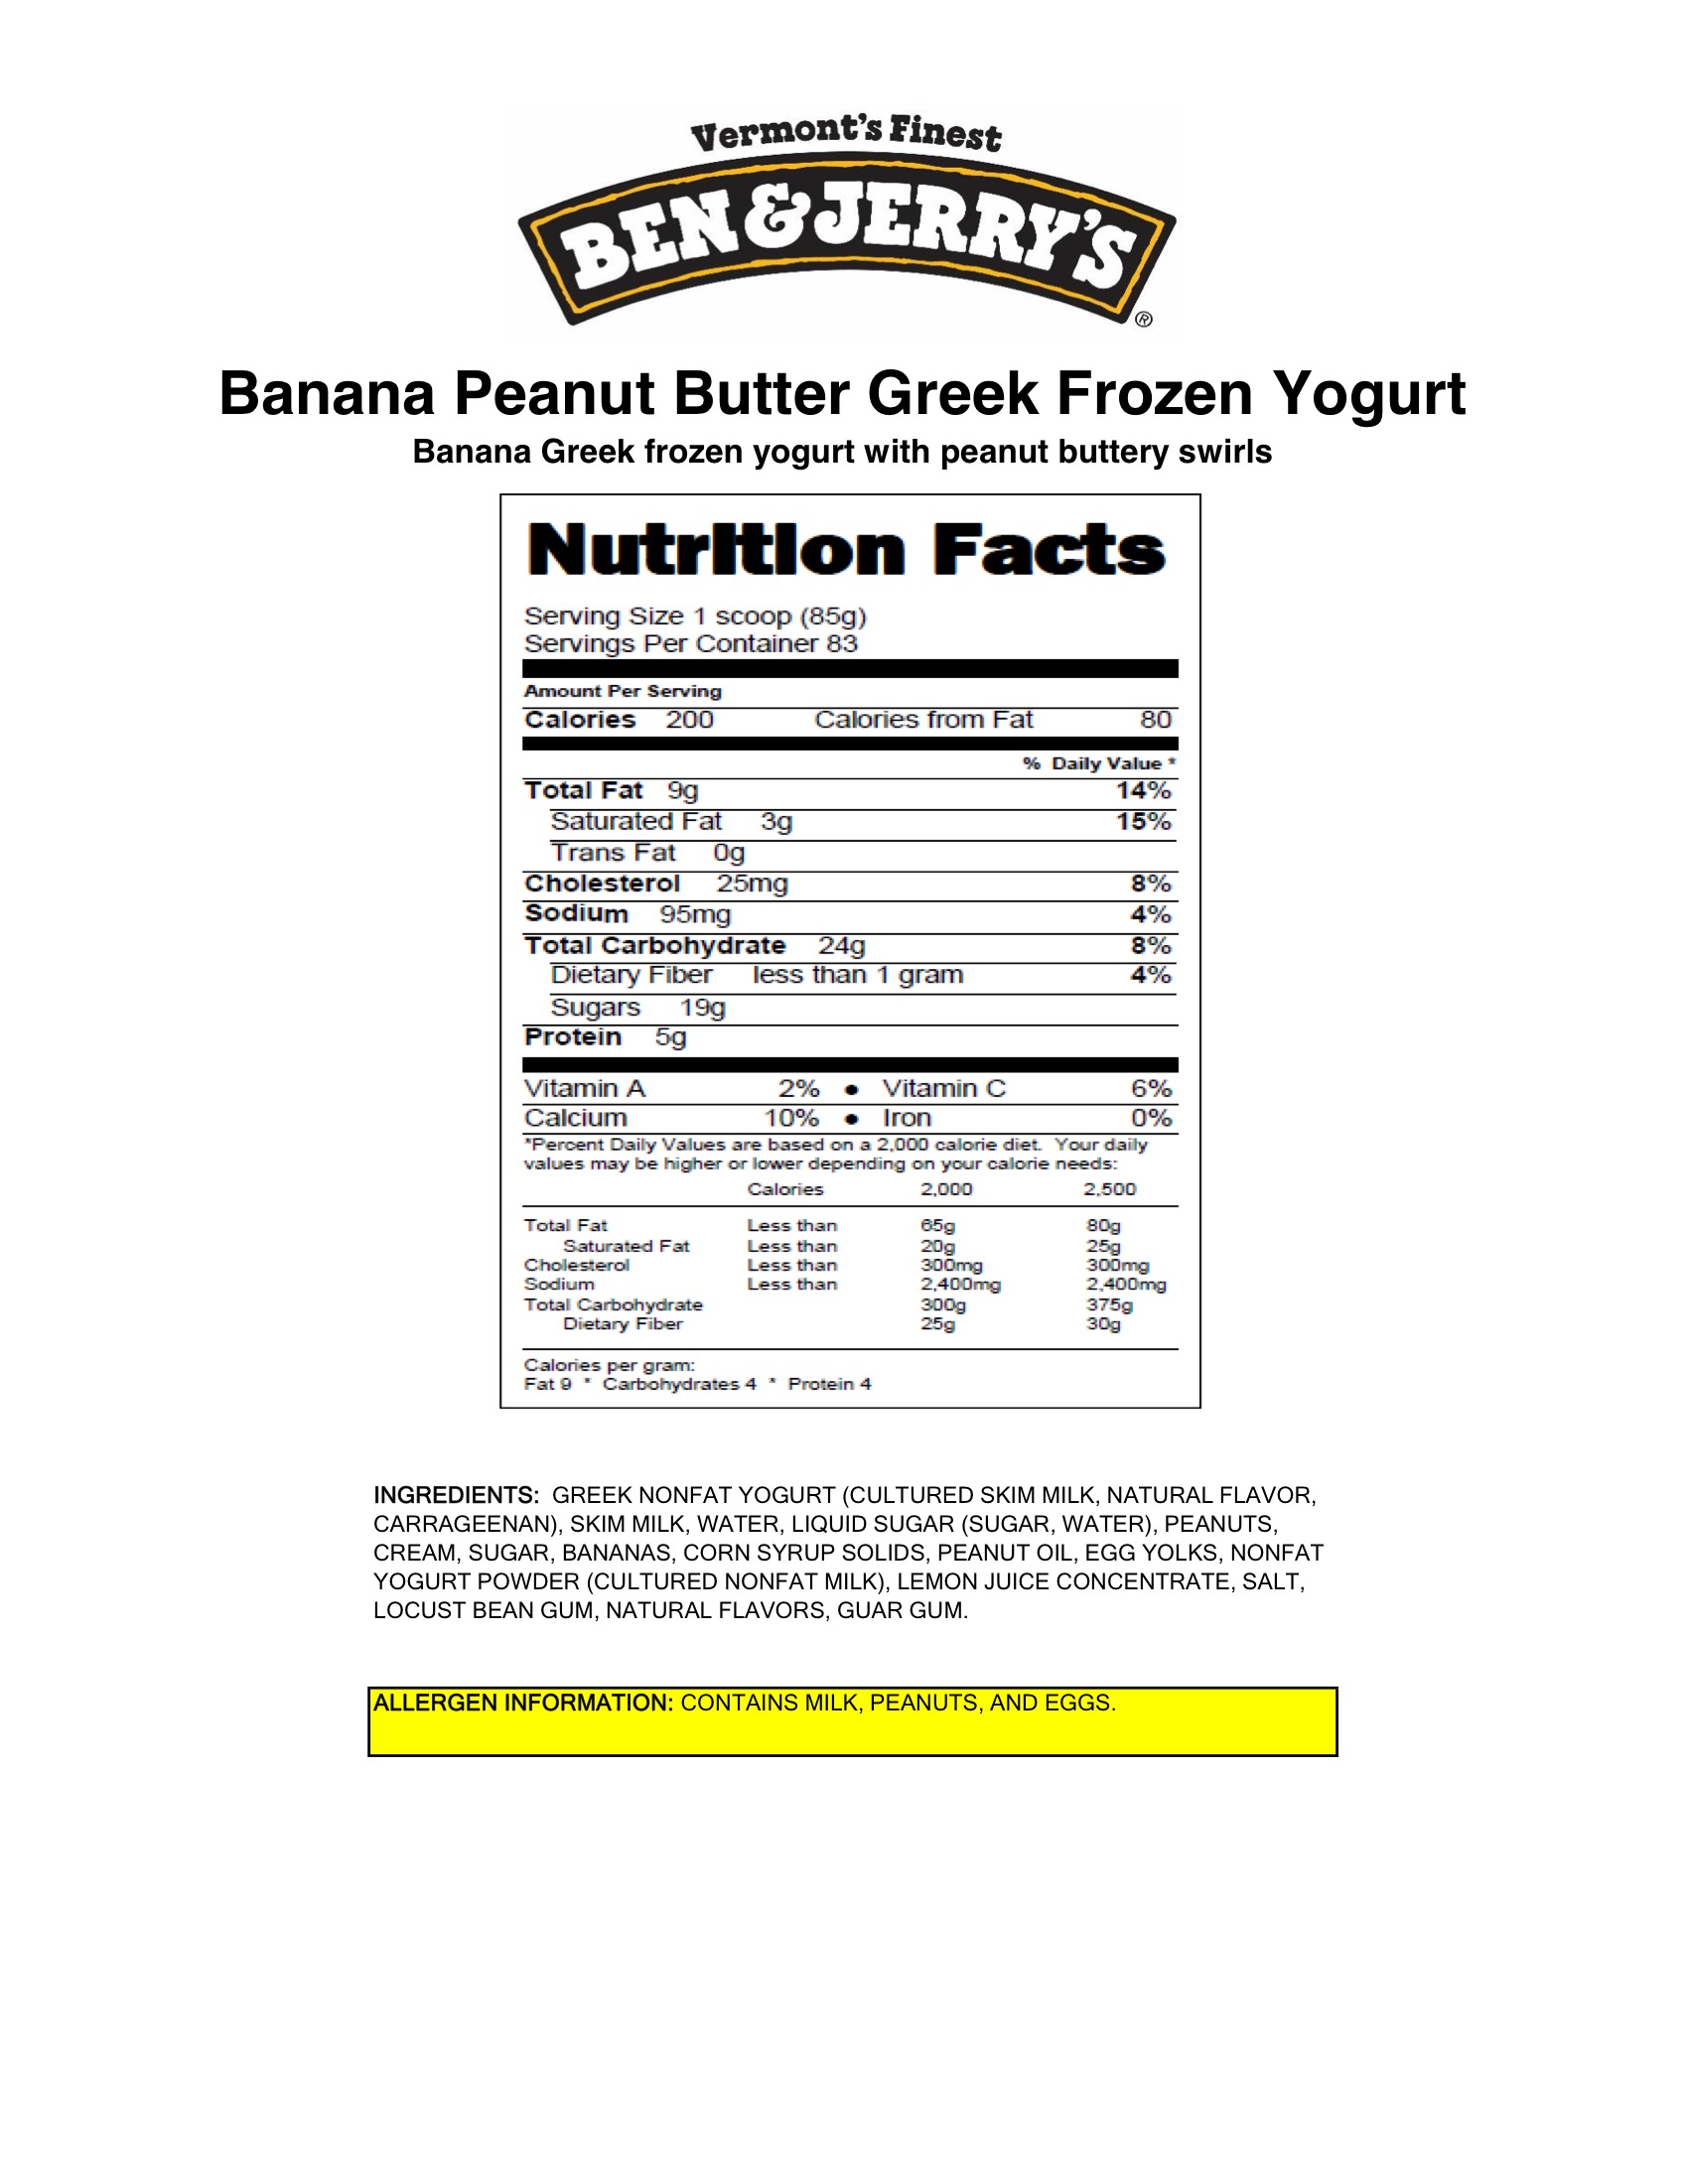 Vermont's Finest
BEN & JERRY'S
®
Banana Peanut Butter Greek Frozen Yogurt
Banana Greek frozen yogurt with peanut buttery swirls
Nutrition Facts
Serving Size 1 scoop (85g)
Servings Per Container 83
Amount Per Serving
Calories 200 Calories from Fat 80
% Daily Value *
Total Fat 9g 14%
Saturated Fat 3g 15%
Trans Fat 0g
Cholesterol 25mg 8%
Sodium 95mg 4%
Total Carbohydrate 24g 8%
Dietary Fiber less than 1 gram 4%
Sugars 19g
Protein 5g
Vitamin A 2% • Vitamin C 6%
Calcium 10% • Iron 0%
*Percent Daily Values are based on a 2,000 calorie diet. Your daily
values may be higher or lower depending on your calorie needs:
Calories 2,000 2,500
Total Fat Less than 65g 80g
Saturated Fat Less than 20g 25g
Cholesterol Less than 300mg 300mg
Sodium Less than 2,400mg 2,400mg
Total Carbohydrate 300g 375g
Dietary Fiber 25g 30g
Calories per gram:
Fat 9 * Carbohydrates 4 * Protein 4
INGREDIENTS: GREEK NONFAT YOGURT (CULTURED SKIM MILK, NATURAL FLAVOR,
CARRAGEENAN), SKIM MILK, WATER, LIQUID SUGAR (SUGAR, WATER), PEANUTS,
CREAM, SUGAR, BANANAS, CORN SYRUP SOLIDS, PEANUT OIL, EGG YOLKS, NONFAT
YOGURT POWDER (CULTURED NONFAT MILK), LEMON JUICE CONCENTRATE, SALT,
LOCUST BEAN GUM, NATURAL FLAVORS, GUAR GUM.
ALLERGEN INFORMATION: CONTAINS MILK, PEANUTS, AND EGGS.